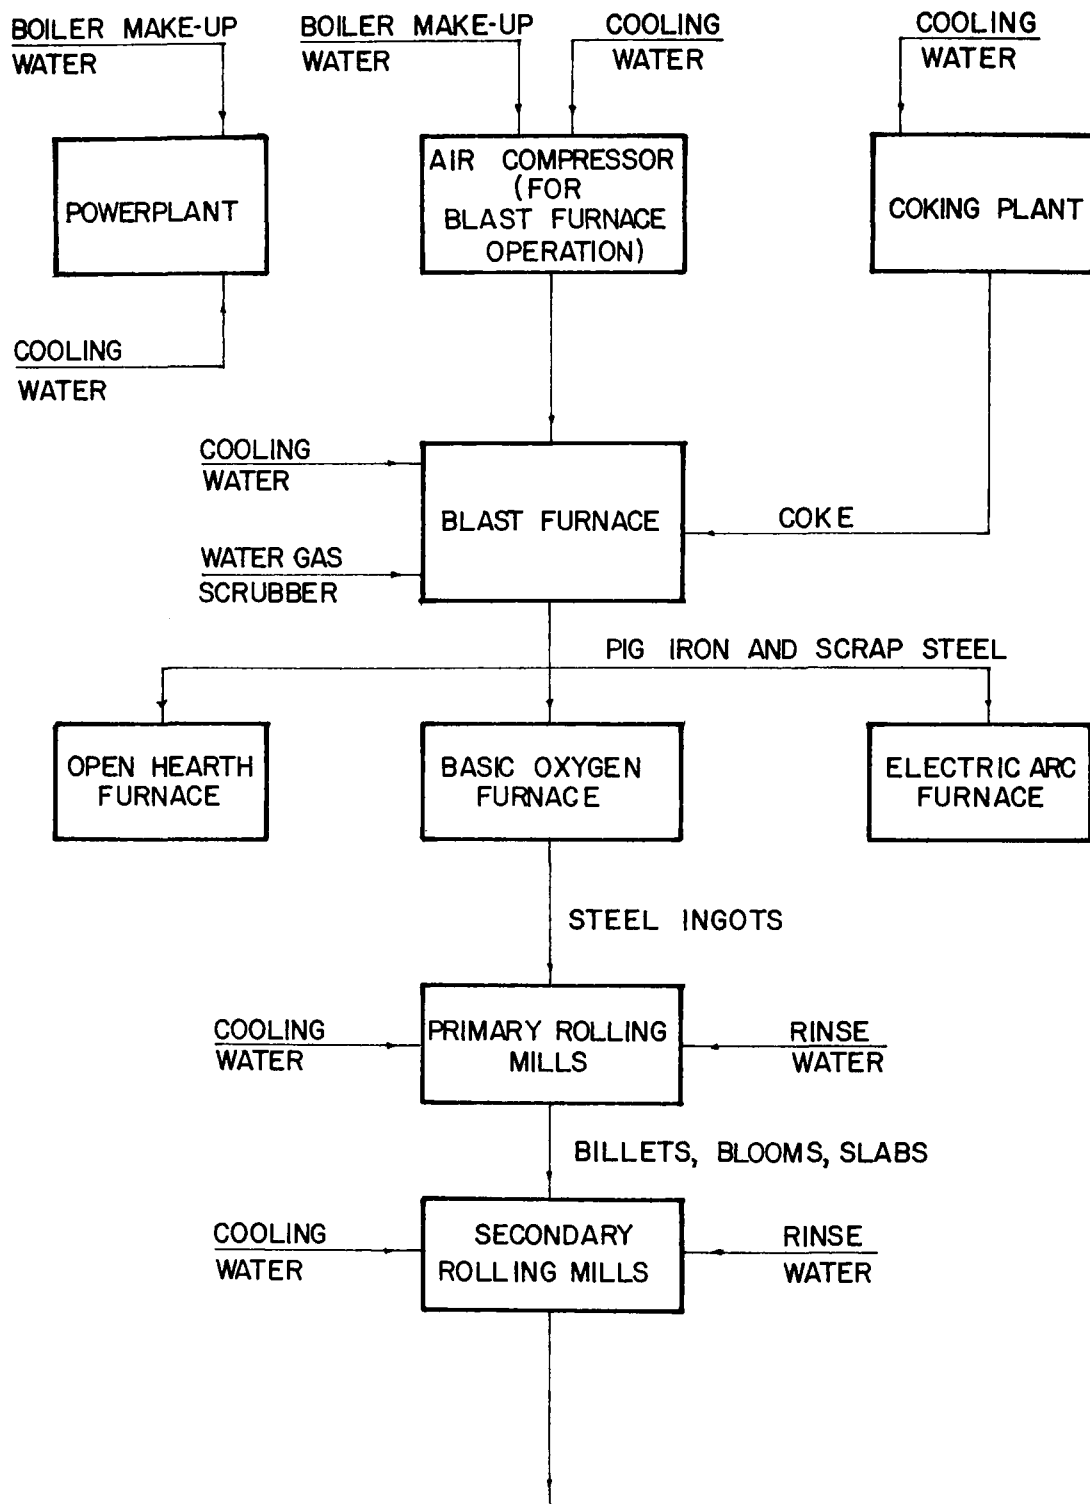 BOILER MAKE-UP
WATER
BOILER MAKE-UP
WATER
COOLING
WATER
COOLING
WATER
POWERPLANT
AIR COMPRESSOR
(FOR
BLAST FURNACE
OPERATION)
COKING PLANT
COOLING
WATER
COOLING
WATER
BLAST FURNACE
COKE
WATER GAS
SCRUBBER
PIG IRON AND SCRAP STEEL
OPEN HEARTH
FURNACE
BASIC OXYGEN
FURNACE
ELECTRIC ARC
FURNACE
STEEL INGOTS
COOLING
WATER
PRIMARY ROLLING
MILLS
RINSE
WATER
BILLETS, BLOOMS, SLABS
COOLING
WATER
SECONDARY
ROLLING MILLS
RINSE
WATER